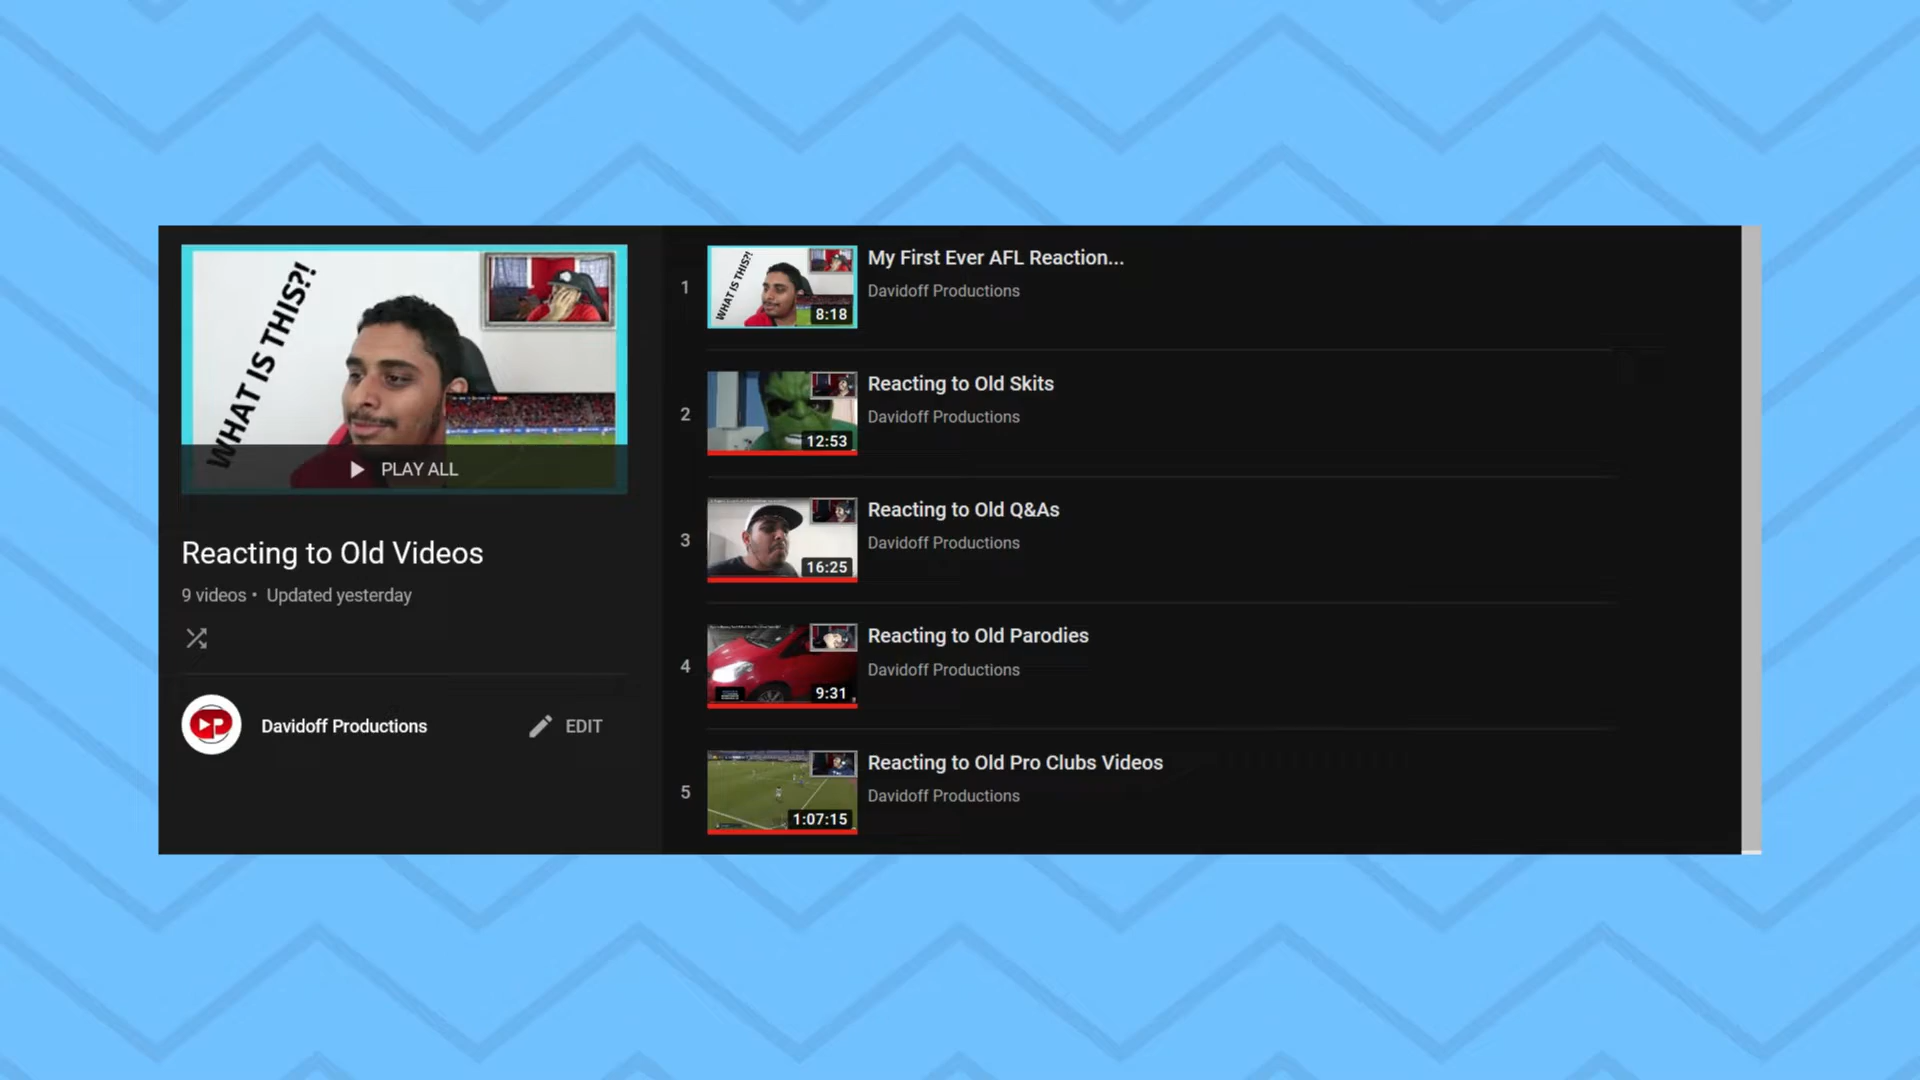 WHAT IS THIS?!
PLAY ALL
Reacting to Old Videos
9 videos • Updated yesterday
Davidoff Productions
EDIT
1
WHAT IS THIS?!
8:18
My First Ever AFL Reaction...
Davidoff Productions
2
12:53
Reacting to Old Skits
Davidoff Productions
3
16:25
Reacting to Old Q&As
Davidoff Productions
4
9:31
Reacting to Old Parodies
Davidoff Productions
5
1:07:15
Reacting to Old Pro Clubs Videos
Davidoff Productions